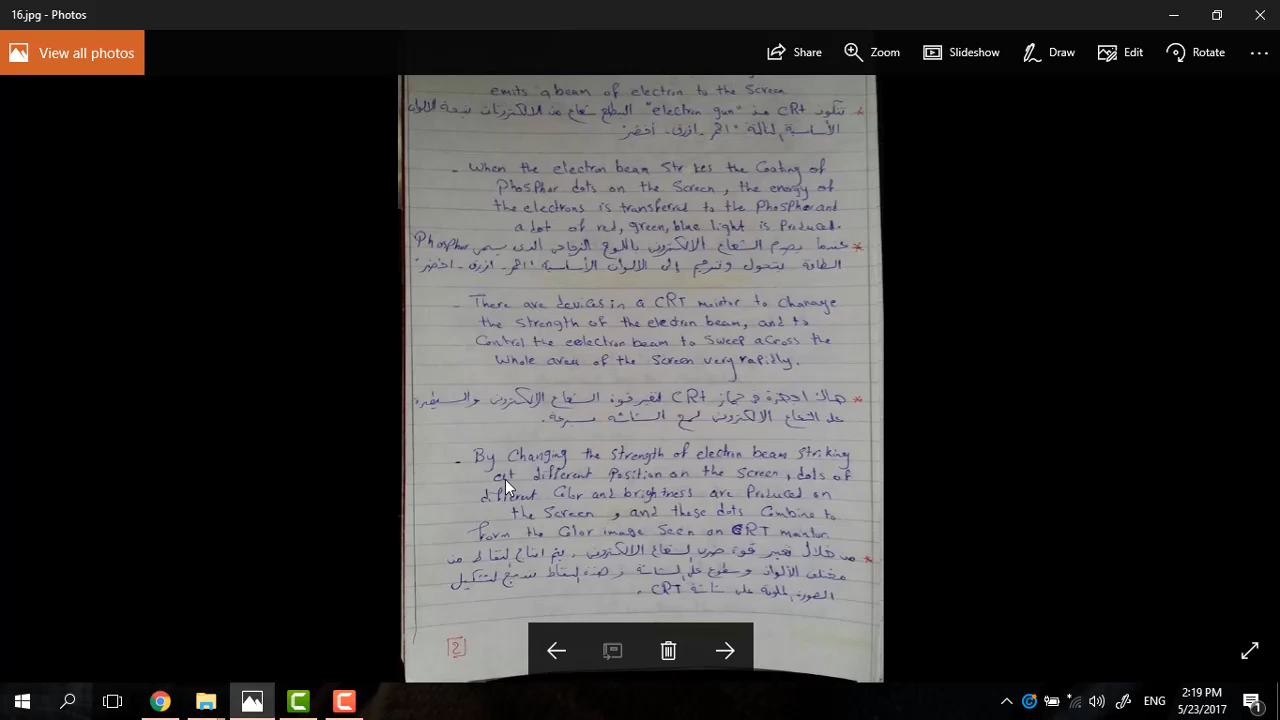 16.jpg - Photos
View all photos
Share
Zoom
Slideshow
Draw
Edit
Rotate
emits a beam of electron to the Screen
تتكون CRT من "electron gun" شعاع من الالكترونات نتيجة الالوان
الأساسية الثلاثة "احمر - ازرق - أخضر"
- When the electron beam Strikes the Coating of
Phosphor dots on the Screen, the energy of
the electrons is transferred to the Phosphor and
a dot of red, green, blue light is Produced.
عندما يصدم الشعاع الالكتروني باللوح الزجاجي الذي يسمى Phosphor
الطاقة تتحول وتترجم إلى الالوان الأساسية "احمر - ازرق - اخضر"
- There are devices in a CRT monitor to change
the Strength of the electron beam, and to
Control the electron beam to Sweep across the
Whole area of the Screen very rapidly.
هناك اجهزة في جهاز CRT لتغير قوة الشعاع الالكتروني والسيطرة
على الشعاع الالكتروني لمسح الشاشة بسرعة.
- By Changing the Strength of electron beam Striking
at different Position on the Screen, dots of
different Color and brightness are Produced on
the Screen, and these dots Combine to
form the Color image Seen on CRT monitor.
من خلال تغير قوة ضرب الشعاع الالكتروني، يتم انتاج النقاط من
مختلف الألوان وسطوع على الشاشة وهذه النقاط تندمج لتشكيل
الصورة الملونة على شاشة CRT.
2
ENG
2:19 PM
5/23/2017
1